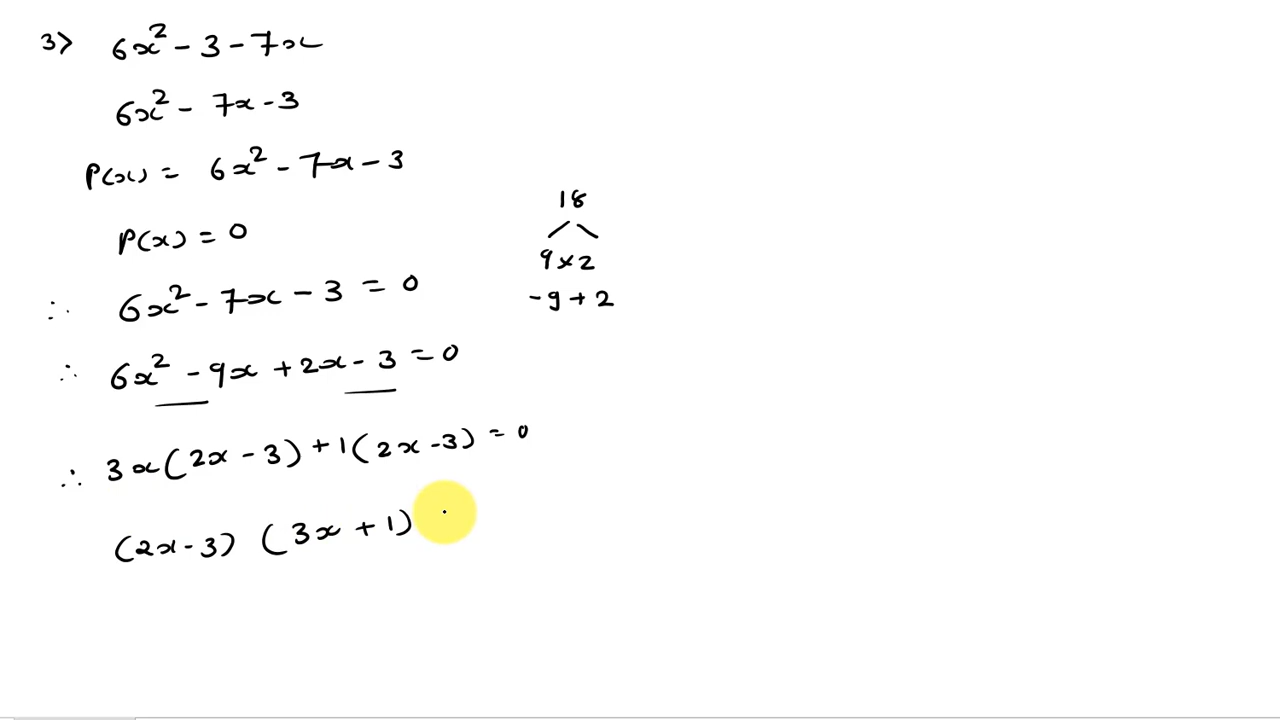 3> 6x² - 3 - 7x
6x² - 7x - 3
P(x) = 6x² - 7x - 3
P(x) = 0
18
9 x 2
- 9 + 2
∴ 6x² - 7x - 3 = 0
∴ 6x² - 9x + 2x - 3 = 0
∴ 3x(2x - 3) + 1(2x - 3) = 0
(2x - 3) (3x + 1)